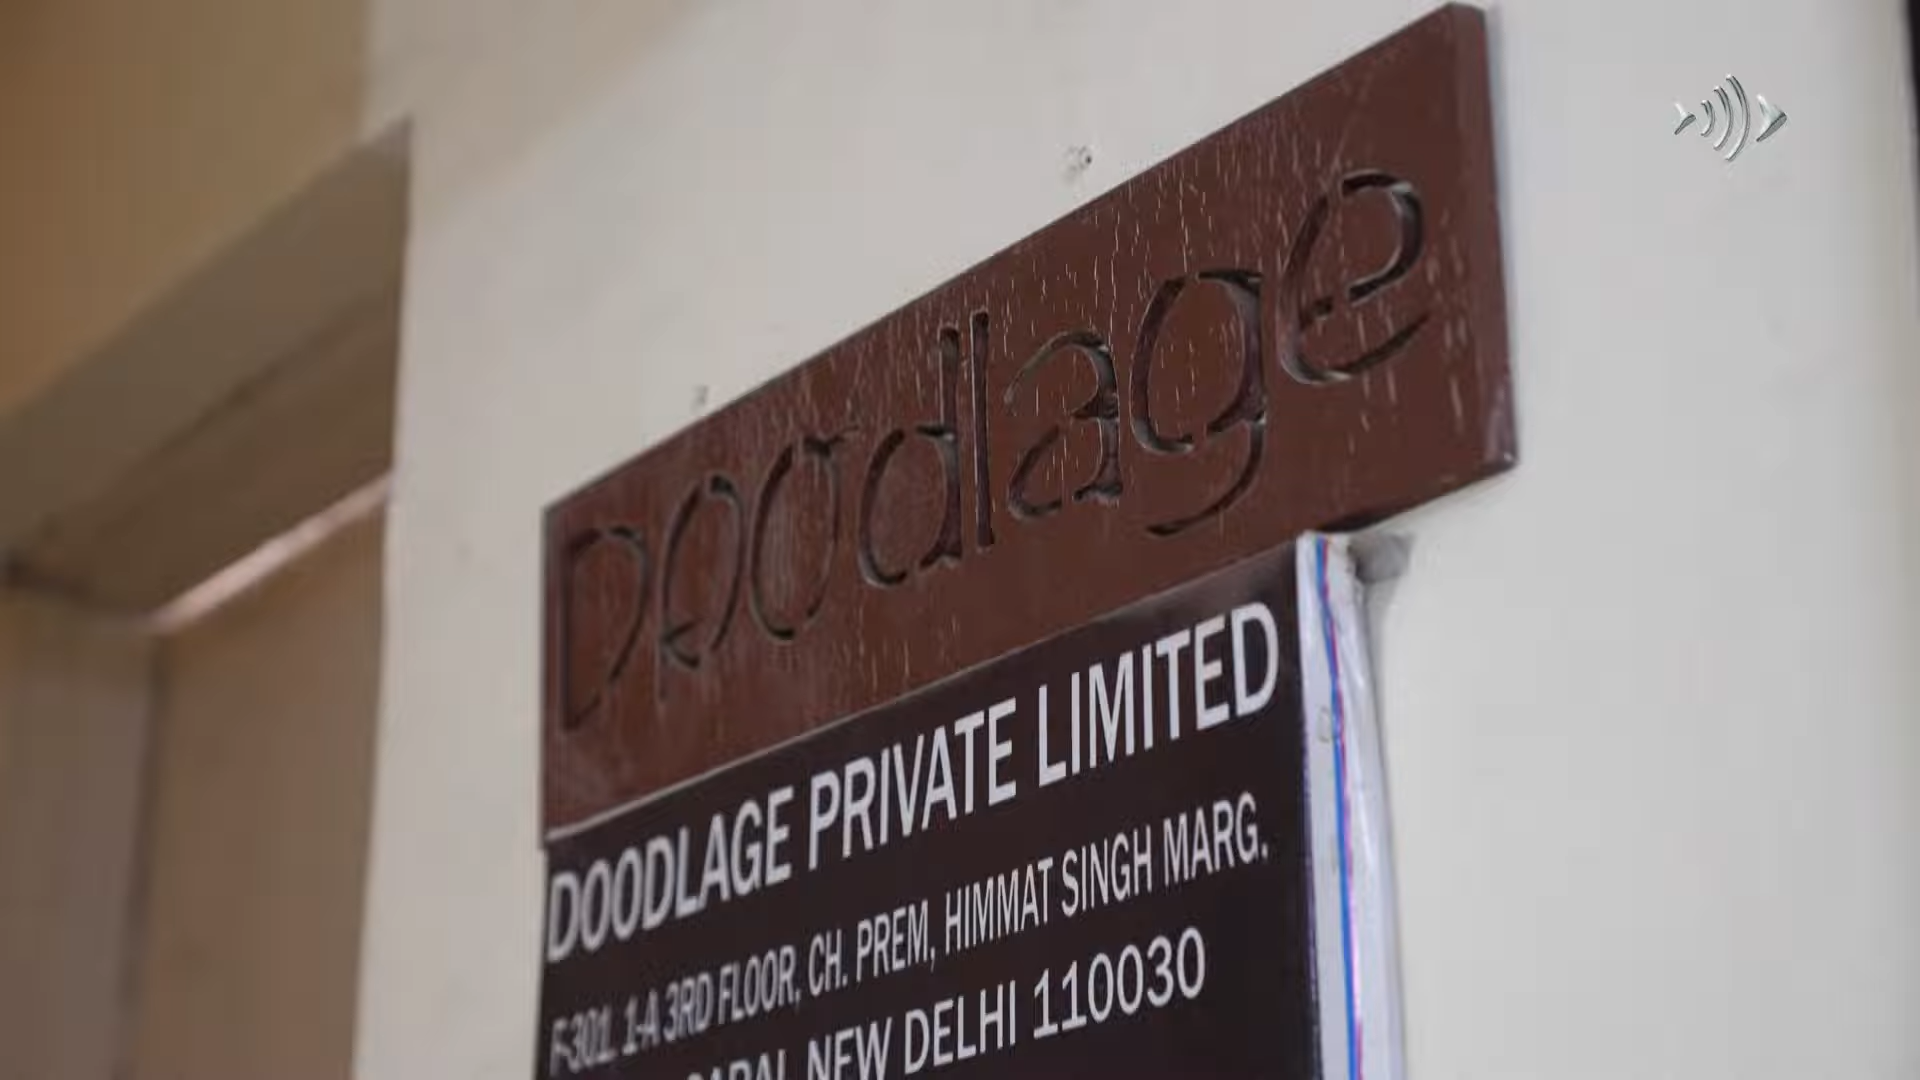 Doodlage
DOODLAGE PRIVATE LIMITED
F-301, 1-A 3RD FLOOR, CH. PREM, HIMMAT SINGH MARG.
NEW DELHI 110030